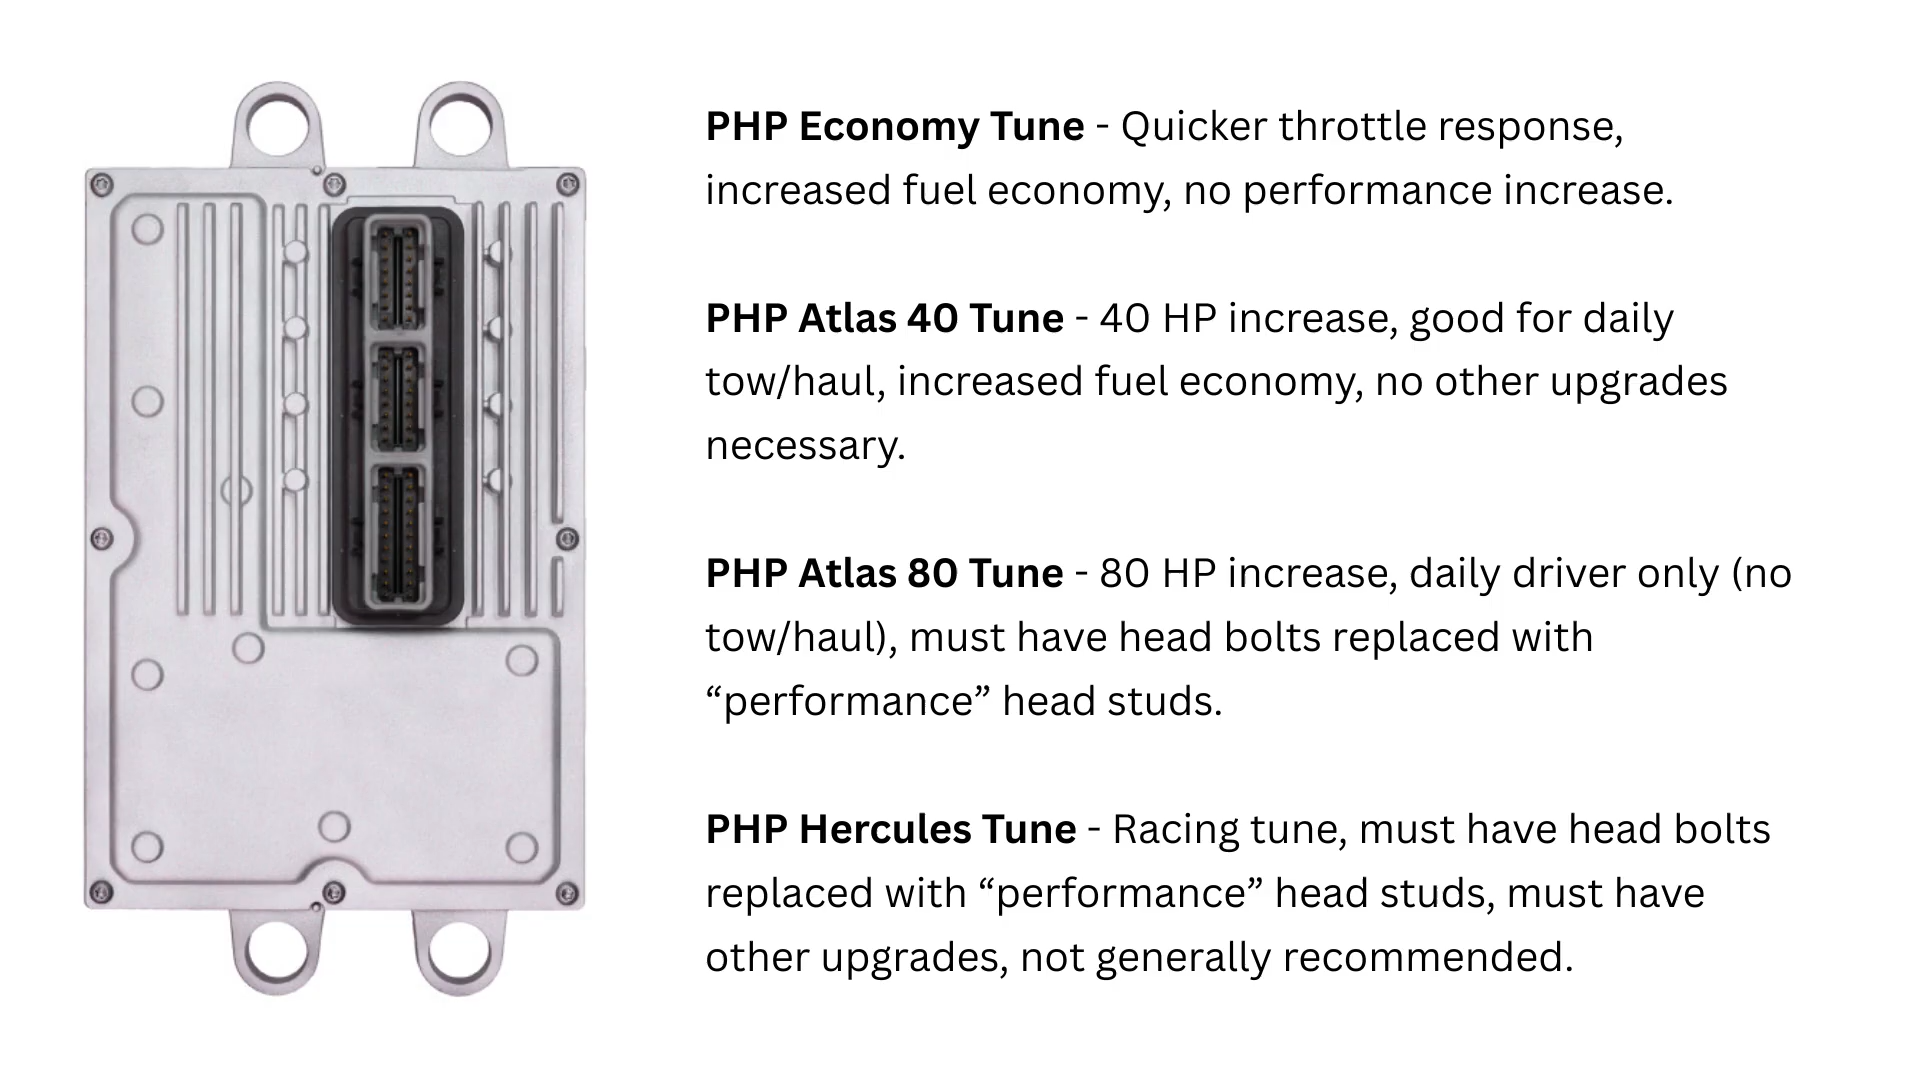 PHP Economy Tune - Quicker throttle response,
increased fuel economy, no performance increase.
PHP Atlas 40 Tune - 40 HP increase, good for daily
tow/haul, increased fuel economy, no other upgrades
necessary.
PHP Atlas 80 Tune - 80 HP increase, daily driver only (no
tow/haul), must have head bolts replaced with
“performance” head studs.
PHP Hercules Tune - Racing tune, must have head bolts
replaced with “performance” head studs, must have
other upgrades, not generally recommended.